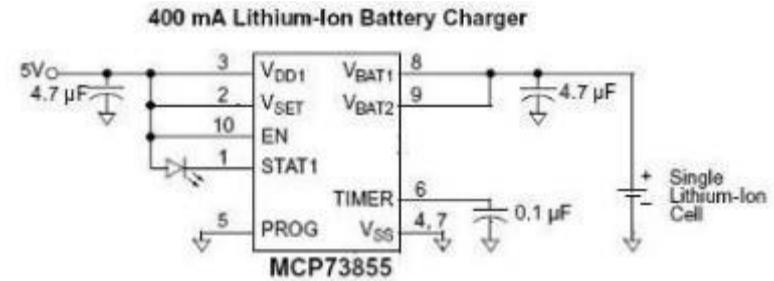 400 mA Lithium-Ion Battery Charger
5V
4.7 µF
3
VDD1
VBAT1
8
2
VSET
VBAT2
9
4.7 µF
10
EN
1
STAT1
TIMER
6
0.1 µF
5
PROG
VSS
4, 7
+
–
Single
Lithium-Ion
Cell
MCP73855